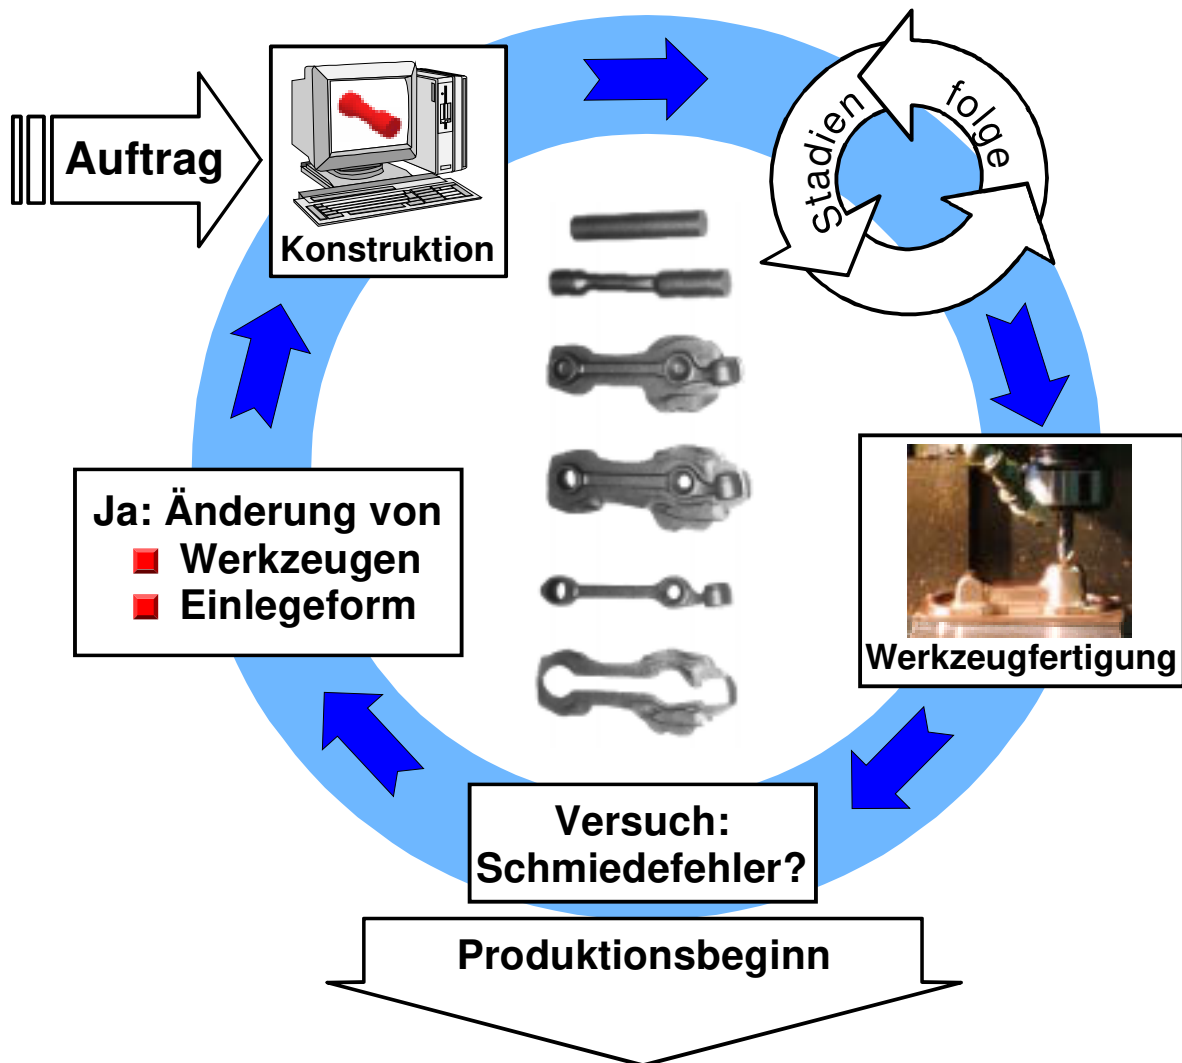 Auftrag
Konstruktion
Stadien
folge
Werkzeugfertigung
Versuch:
Schmiedefehler?
Ja: Änderung von
Werkzeugen
Einlegeform
Produktionsbeginn